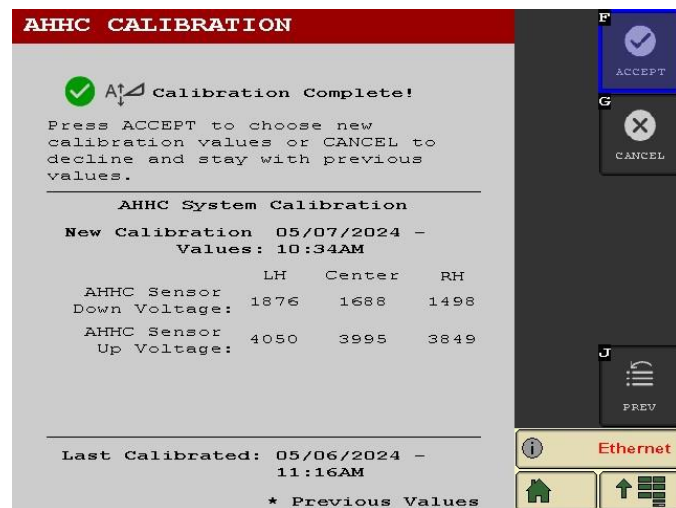 AHHC CALIBRATION
Calibration Complete!
Press ACCEPT to choose new
calibration values or CANCEL to
decline and stay with previous
values.
AHHC System Calibration
New Calibration 05/07/2024 -
Values: 10:34AM
LH Center RH
AHHC Sensor
Down Voltage: 1876 1688 1498
AHHC Sensor
Up Voltage: 4050 3995 3849
Last Calibrated: 05/06/2024 -
11:16AM
* Previous Values
F
ACCEPT
G
CANCEL
J
PREV
Ethernet